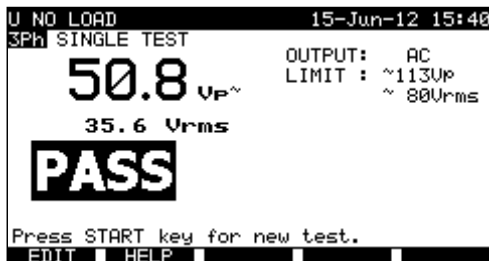 U NO LOAD 15-Jun-12 15:40
3Ph SINGLE TEST
OUTPUT: AC
50.8 Vp~
LIMIT : ~113Vp
~ 80Vrms
35.6 Vrms
PASS
Press START key for new test.
EDIT HELP